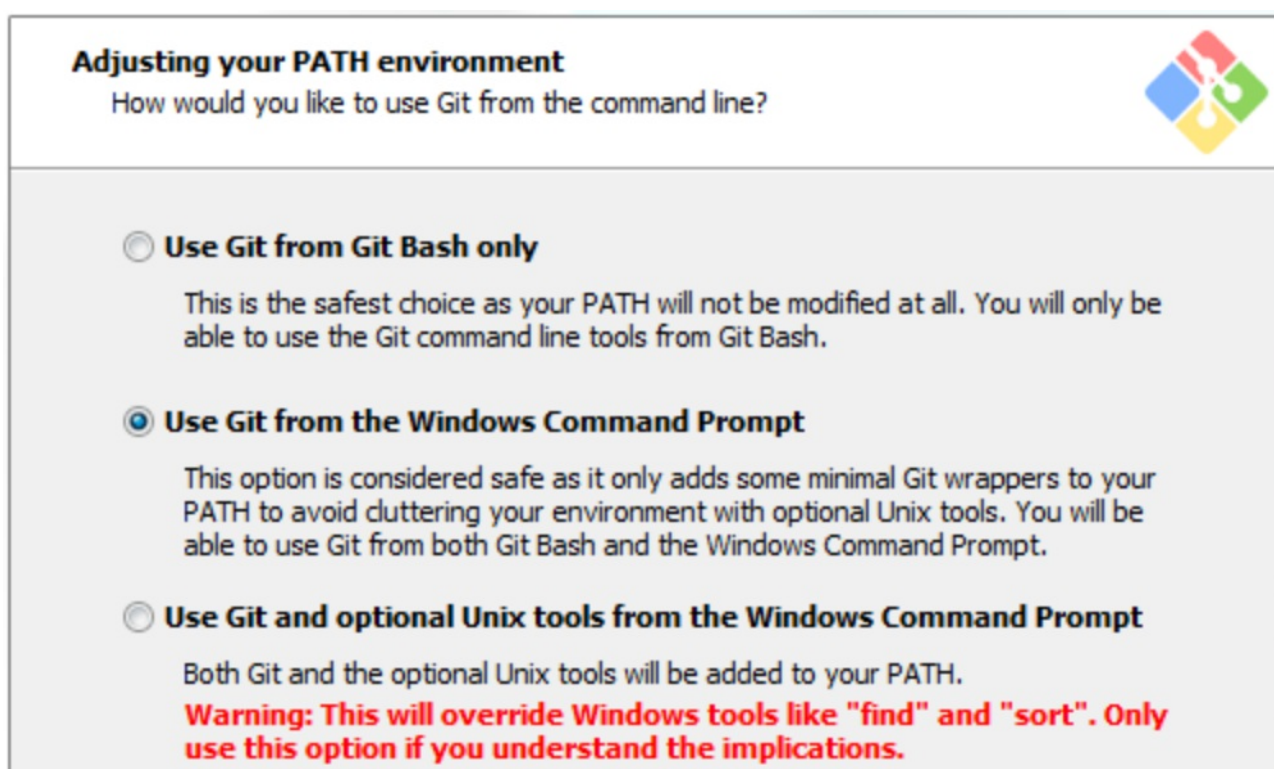 Adjusting your PATH environment
How would you like to use Git from the command line?
Use Git from Git Bash only
This is the safest choice as your PATH will not be modified at all. You will only be
able to use the Git command line tools from Git Bash.
Use Git from the Windows Command Prompt
This option is considered safe as it only adds some minimal Git wrappers to your
PATH to avoid cluttering your environment with optional Unix tools. You will be
able to use Git from both Git Bash and the Windows Command Prompt.
Use Git and optional Unix tools from the Windows Command Prompt
Both Git and the optional Unix tools will be added to your PATH.
Warning: This will override Windows tools like "find" and "sort". Only
use this option if you understand the implications.